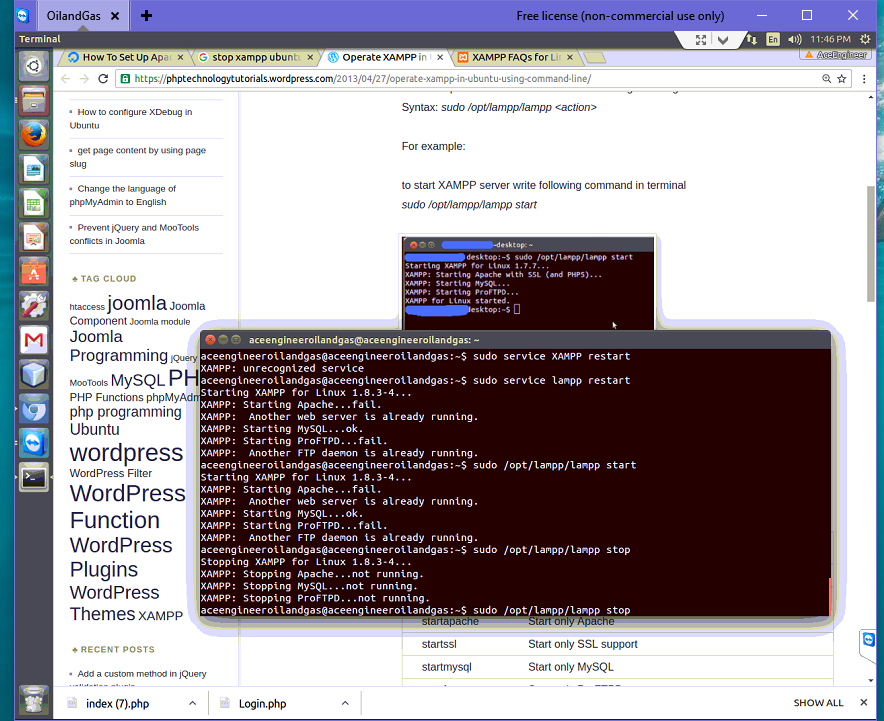 OilandGas
Free license (non-commercial use only)
Terminal
En
11:46 PM
How To Set Up Apa
stop xampp ubuntu
Operate XAMPP in
XAMPP FAQs for Lin
AceEngineer
https://phptechnologytutorials.wordpress.com/2013/04/27/operate-xampp-in-ubuntu-using-command-line/
How to configure XDebug in
Ubuntu
get page content by using page
slug
Change the language of
phpMyAdmin to English
Prevent jQuery and MooTools
conflicts in Joomla
TAG CLOUD
htaccess joomla Joomla
Component Joomla module
Joomla
Programming jQuery
MooTools MySQL PH
PHP Functions phpMyAdn
php programming
Ubuntu
wordpress
WordPress Filter
WordPress
Function
WordPress
Plugins
WordPress
Themes XAMPP
RECENT POSTS
Add a custom method in jQuery
Syntax: sudo /opt/lampp/lampp <action>
For example:
to start XAMPP server write following command in terminal
sudo /opt/lampp/lampp start
-desktop: ~
desktop:~$ sudo /opt/lampp/lampp start
Starting XAMPP for Linux 1.7.7...
XAMPP: Starting Apache with SSL (and PHP5)...
XAMPP: Starting MySQL...
XAMPP: Starting ProFTPD...
XAMPP for Linux started.
desktop:~$
aceengineeroilandgas@aceengineeroilandgas: ~
aceengineeroilandgas@aceengineeroilandgas:~$ sudo service XAMPP restart
XAMPP: unrecognized service
aceengineeroilandgas@aceengineeroilandgas:~$ sudo service lampp restart
Starting XAMPP for Linux 1.8.3-4...
XAMPP: Starting Apache...fail.
XAMPP:  Another web server is already running.
XAMPP: Starting MySQL...ok.
XAMPP: Starting ProFTPD...fail.
XAMPP:  Another FTP daemon is already running.
aceengineeroilandgas@aceengineeroilandgas:~$ sudo /opt/lampp/lampp start
Starting XAMPP for Linux 1.8.3-4...
XAMPP: Starting Apache...fail.
XAMPP:  Another web server is already running.
XAMPP: Starting MySQL...ok.
XAMPP: Starting ProFTPD...fail.
XAMPP:  Another FTP daemon is already running.
aceengineeroilandgas@aceengineeroilandgas:~$ sudo /opt/lampp/lampp stop
Stopping XAMPP for Linux 1.8.3-4...
XAMPP: Stopping Apache...not running.
XAMPP: Stopping MySQL...not running.
XAMPP: Stopping ProFTPD...not running.
aceengineeroilandgas@aceengineeroilandgas:~$ sudo /opt/lampp/lampp stop
startapache Start only Apache
startssl Start only SSL support
startmysql Start only MySQL
index (7).php
Login.php
SHOW ALL